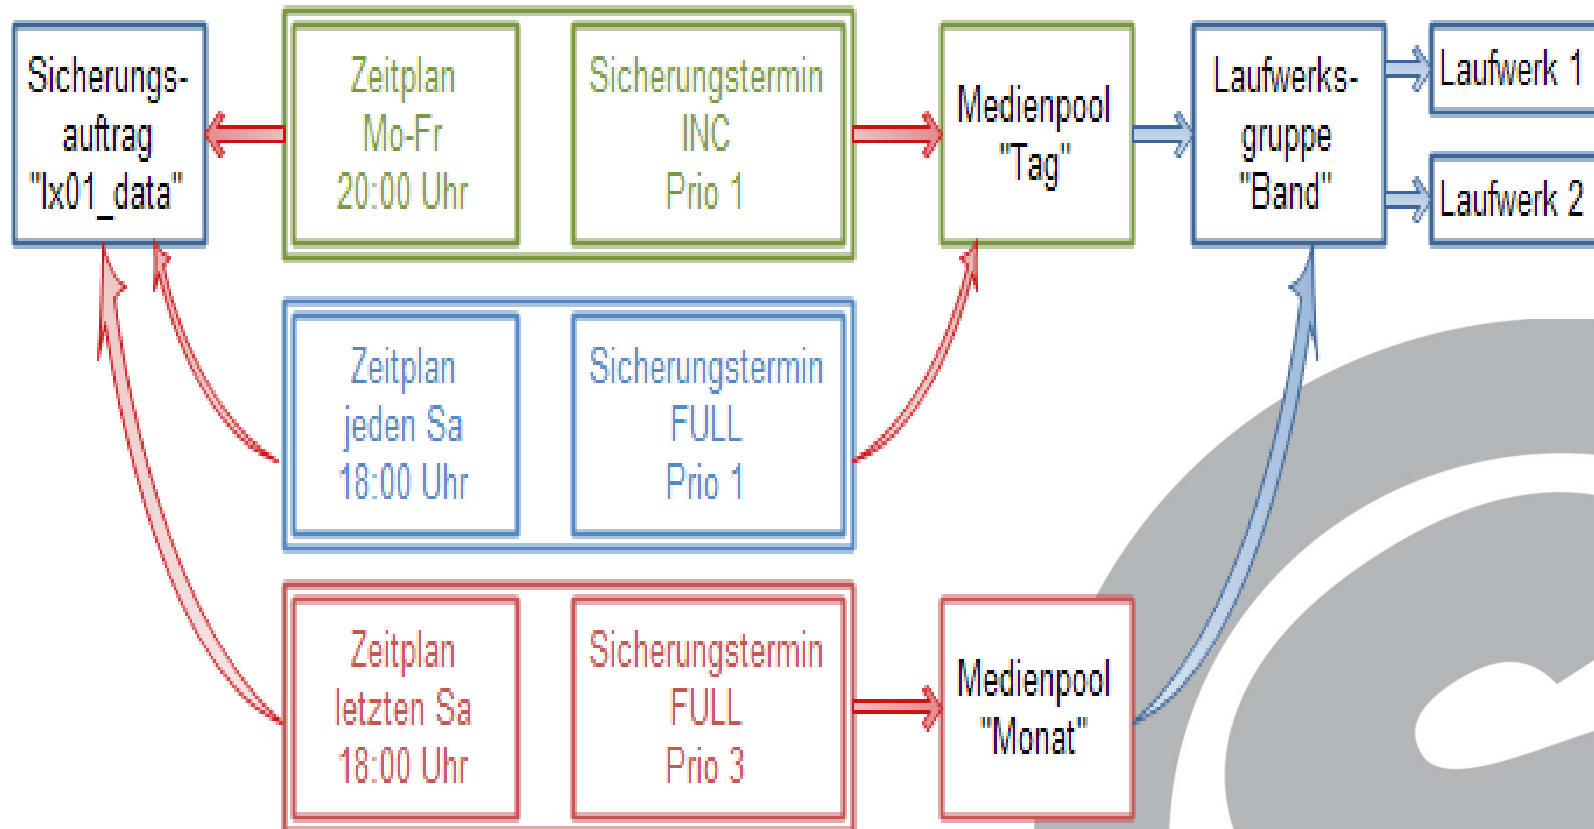 Sicherungs-
auftrag
"lx01_data"
Zeitplan
Mo-Fr
20:00 Uhr
Sicherungstermin
INC
Prio 1
Medienpool
"Tag"
Laufwerks-
gruppe
"Band"
Laufwerk 1
Laufwerk 2
Zeitplan
jeden Sa
18:00 Uhr
Sicherungstermin
FULL
Prio 1
Zeitplan
letzten Sa
18:00 Uhr
Sicherungstermin
FULL
Prio 3
Medienpool
"Monat"